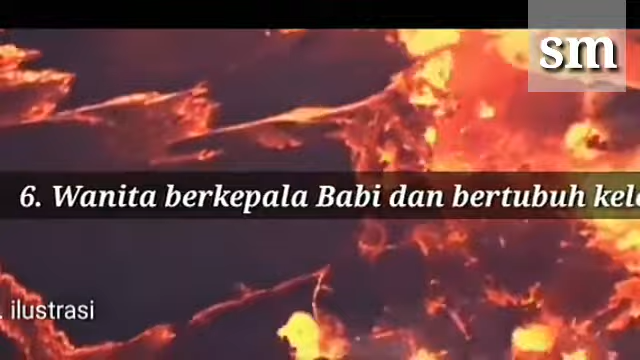 sm
6. Wanita berkepala Babi dan bertubuh
. ilustrasi